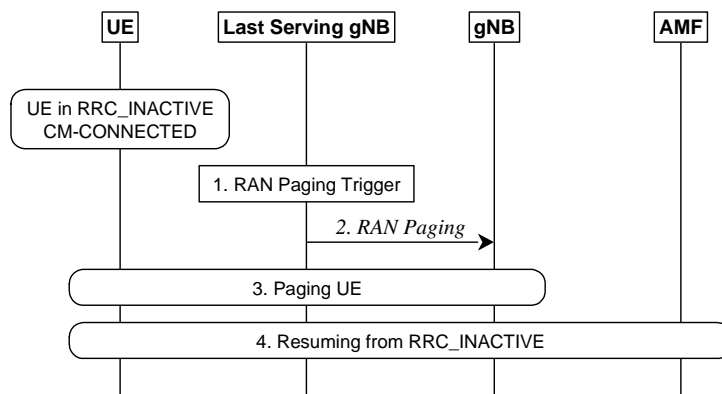 UE
Last Serving gNB
gNB
AMF
UE in RRC_INACTIVE
CM-CONNECTED
1. RAN Paging Trigger
2. RAN Paging
3. Paging UE
4. Resuming from RRC_INACTIVE